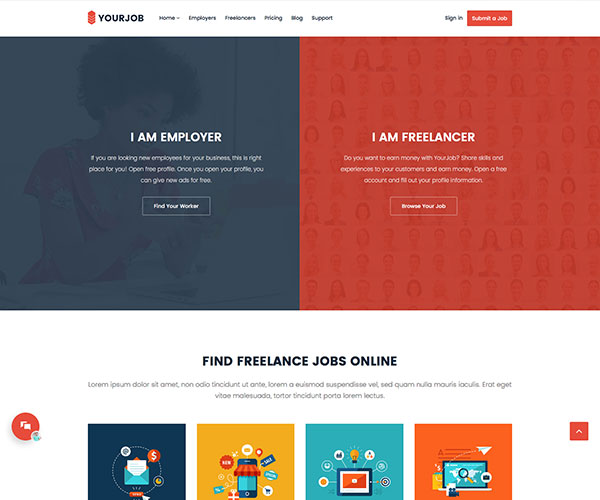 YOURJOB
Home Employers Freelancers Pricing Blog Support
Sign in
Submit a Job
I AM EMPLOYER
If you are looking new employees for your business, this is right
place for you! Open free profile. Once you open your profile, you
can give new ads for free.
Find Your Worker
I AM FREELANCER
Do you want to earn money with YourJob? Share skills and
experiences to your customers and earn money. Open a free
account and fill out your profile information.
Browse Your Job
FIND FREELANCE JOBS ONLINE
Lorem ipsum dolor sit amet, non odio tincidunt ut ante, lorem a euismod suspendisse vel, sed quam nulla mauris iaculis. Erat eget
vitae malesuada, tortor tincidunt porta lorem lectus.
NEW
SALE